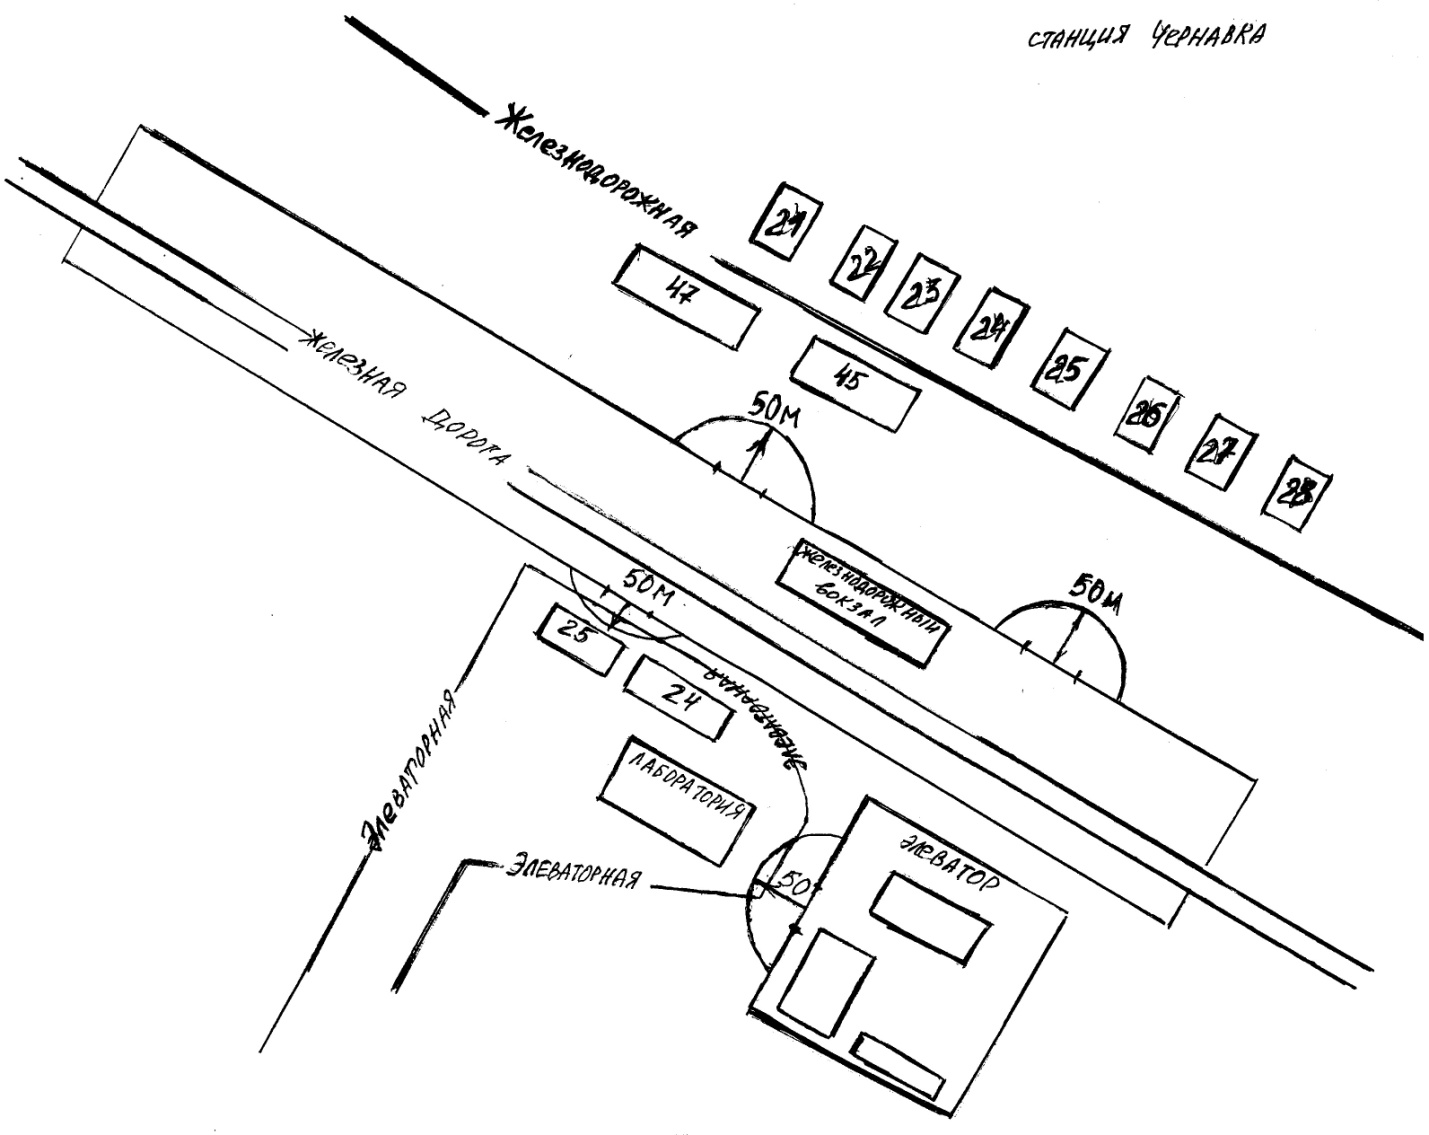 СТАНЦИЯ ЧЕРНАВКА
Железнодорожная
21
22
23
24
25
26
27
28
47
45
50М
ЖЕЛЕЗНАЯ ДОРОГА
ЖЕЛЕЗНОДОРОЖНЫЙ
ВОКЗАЛ
50М
50М
25
24
ЭЛЕВАТОРНАЯ
ЛАБОРАТОРИЯ
ЭЛЕВАТОРНАЯ
ЭЛЕВАТОРНАЯ
50
ЭЛЕВАТОР